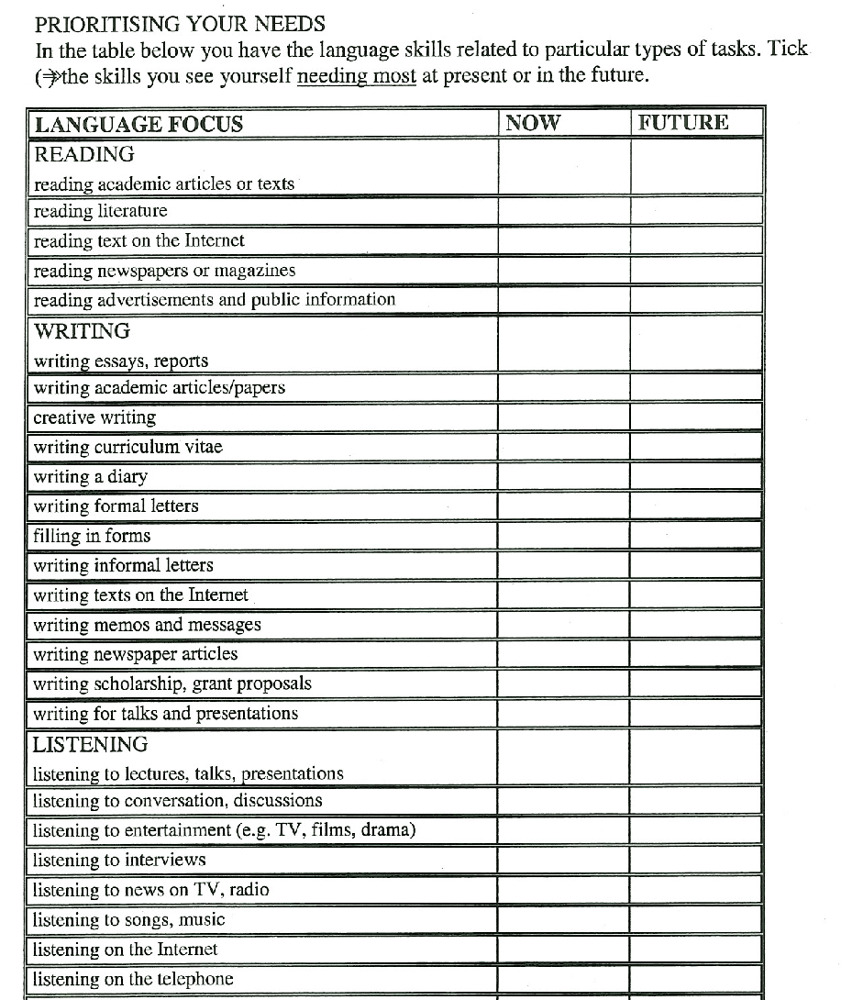 PRIORITISING YOUR NEEDS
In the table below you have the language skills related to particular types of tasks. Tick
(→the skills you see yourself needing most at present or in the future.
LANGUAGE FOCUS NOW FUTURE
READING
reading academic articles or texts
reading literature
reading text on the Internet
reading newspapers or magazines
reading advertisements and public information
WRITING
writing essays, reports
writing academic articles/papers
creative writing
writing curriculum vitae
writing a diary
writing formal letters
filling in forms
writing informal letters
writing texts on the Internet
writing memos and messages
writing newspaper articles
writing scholarship, grant proposals
writing for talks and presentations
LISTENING
listening to lectures, talks, presentations
listening to conversation, discussions
listening to entertainment (e.g. TV, films, drama)
listening to interviews
listening to news on TV, radio
listening to songs, music
listening on the Internet
listening on the telephone